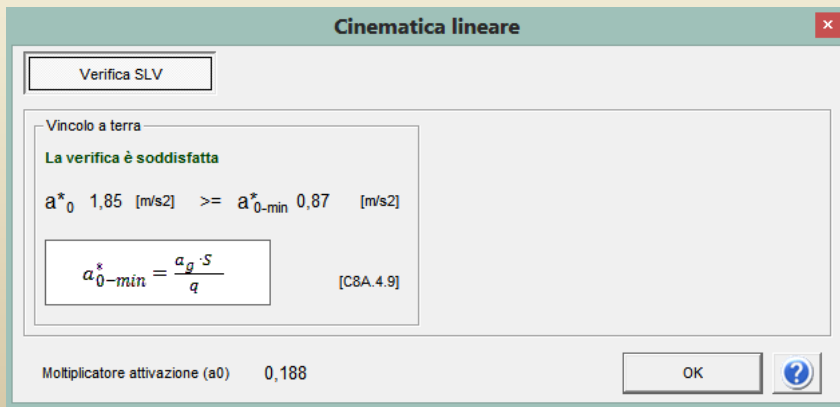 Cinematica lineare
Verifica SLV
Vincolo a terra
La verifica è soddisfatta
a*0 1,85 [m/s2] >= a*0-min 0,87 [m/s2]
a*0−min = ag·S / q [C8A.4.9]
Moltiplicatore attivazione (a0) 0,188
OK
?